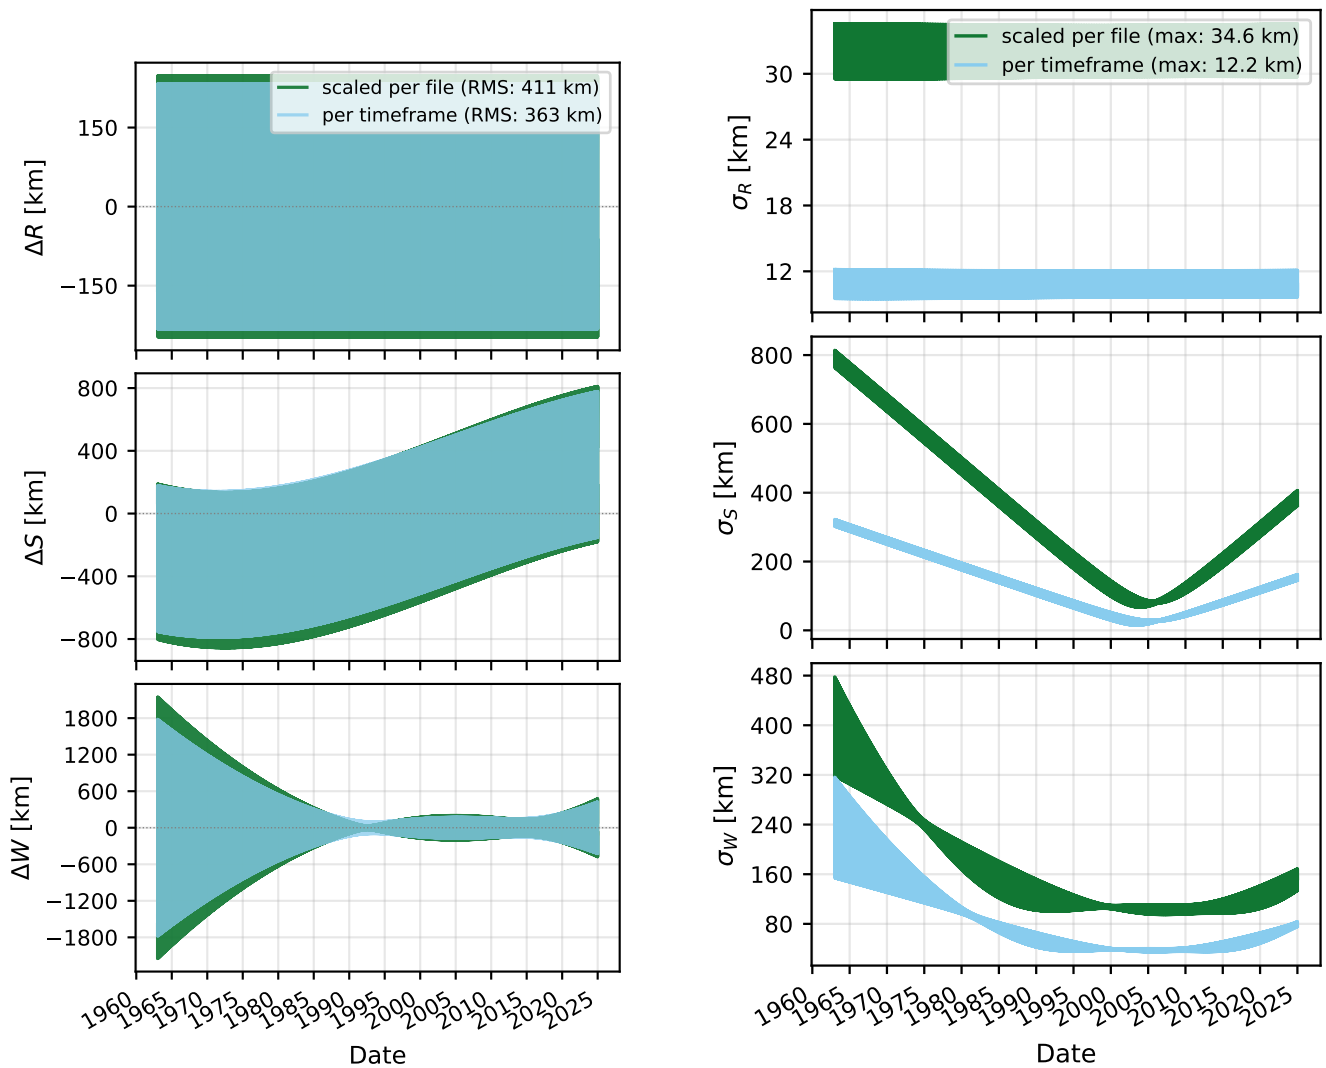 scaled per file (RMS: 411 km)
per timeframe (RMS: 363 km)
ΔR [km]
150
0
−150
ΔS [km]
800
400
0
−400
−800
ΔW [km]
1800
1200
600
0
−600
−1200
−1800
1960 1965 1970 1975 1980 1985 1990 1995 2000 2005 2010 2015 2020 2025
Date
scaled per file (max: 34.6 km)
per timeframe (max: 12.2 km)
σR [km]
30
24
18
12
σS [km]
800
600
400
200
0
σW [km]
480
400
320
240
160
80
1960 1965 1970 1975 1980 1985 1990 1995 2000 2005 2010 2015 2020 2025
Date